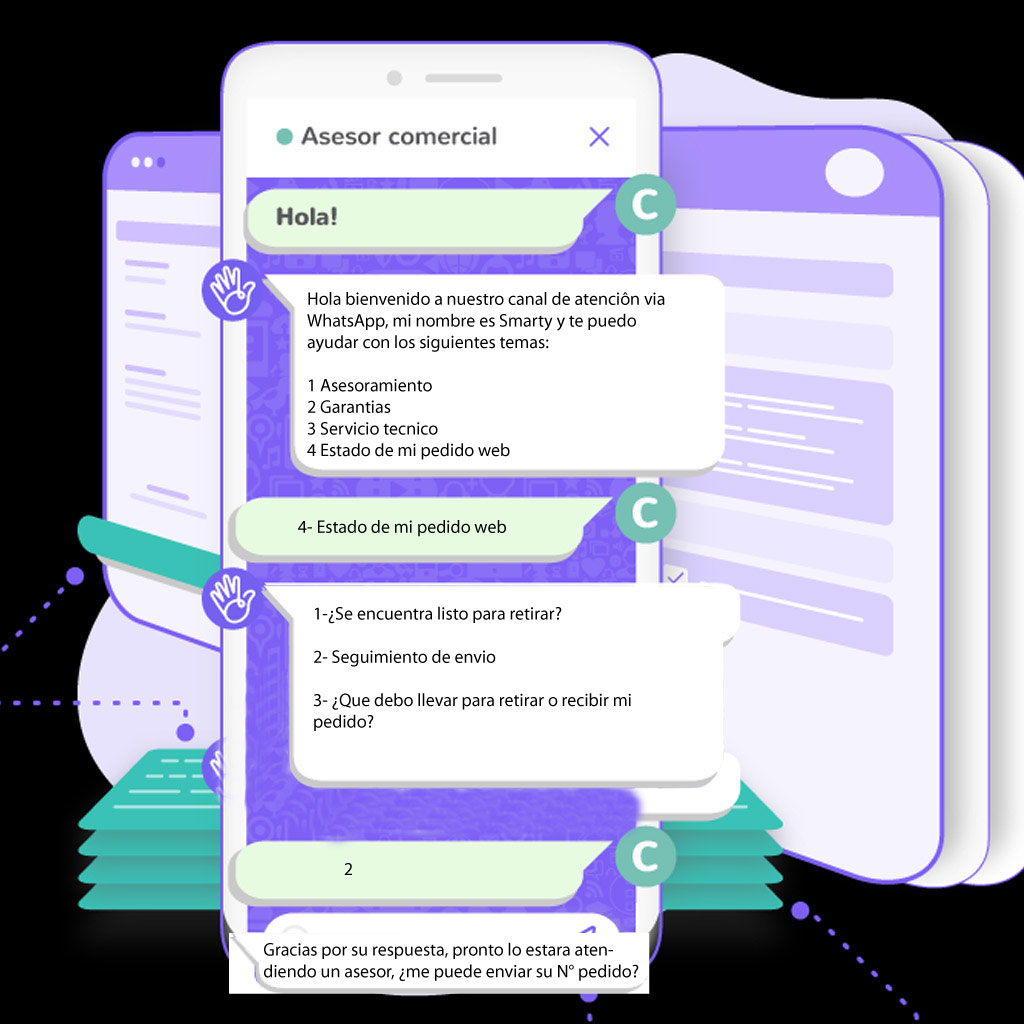 Asesor comercial
C
Hola!
Hola bienvenido a nuestro canal de atenciôn via
WhatsApp, mi nombre es Smarty y te puedo
ayudar con los siguientes temas:
1 Asesoramiento
2 Garantias
3 Servicio tecnico
4 Estado de mi pedido web
C
4- Estado de mi pedido web
1-¿Se encuentra listo para retirar?
2- Seguimiento de envio
3- ¿Que debo llevar para retirar o recibir mi
pedido?
C
2
Gracias por su respuesta, pronto lo estara aten-
diendo un asesor, ¿me puede enviar su N° pedido?